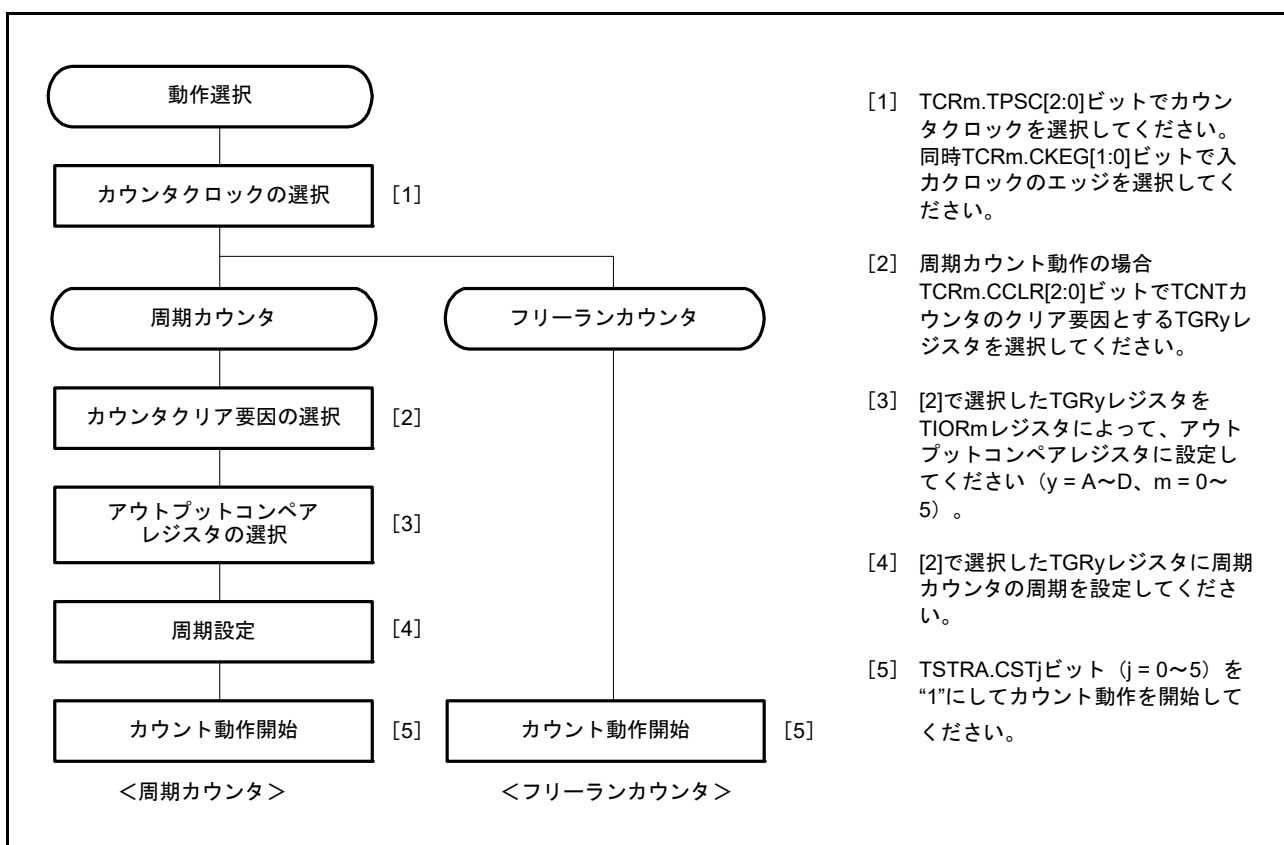 動作選択
カウンタクロックの選択
[1]
周期カウンタ
フリーランカウンタ
カウンタクリア要因の選択
[2]
アウトプットコンペア
レジスタの選択
[3]
周期設定
[4]
カウント動作開始
[5]
カウント動作開始
[5]
＜周期カウンタ＞
＜フリーランカウンタ＞
[1] TCRm.TPSC[2:0]ビットでカウン
タクロックを選択してください。
同時TCRm.CKEG[1:0]ビットで入
力クロックのエッジを選択してく
ださい。
[2] 周期カウント動作の場合
TCRm.CCLR[2:0]ビットでTCNTカ
ウンタのクリア要因とするTGRyレ
ジスタを選択してください。
[3] [2]で選択したTGRyレジスタを
TIORmレジスタによって、アウト
プットコンペアレジスタに設定し
てください（y = A～D、m = 0～
5）。
[4] [2]で選択したTGRyレジスタに周期
カウンタの周期を設定してくださ
い。
[5] TSTRA.CSTjビット（j = 0～5）を
“1”にしてカウント動作を開始して
ください。